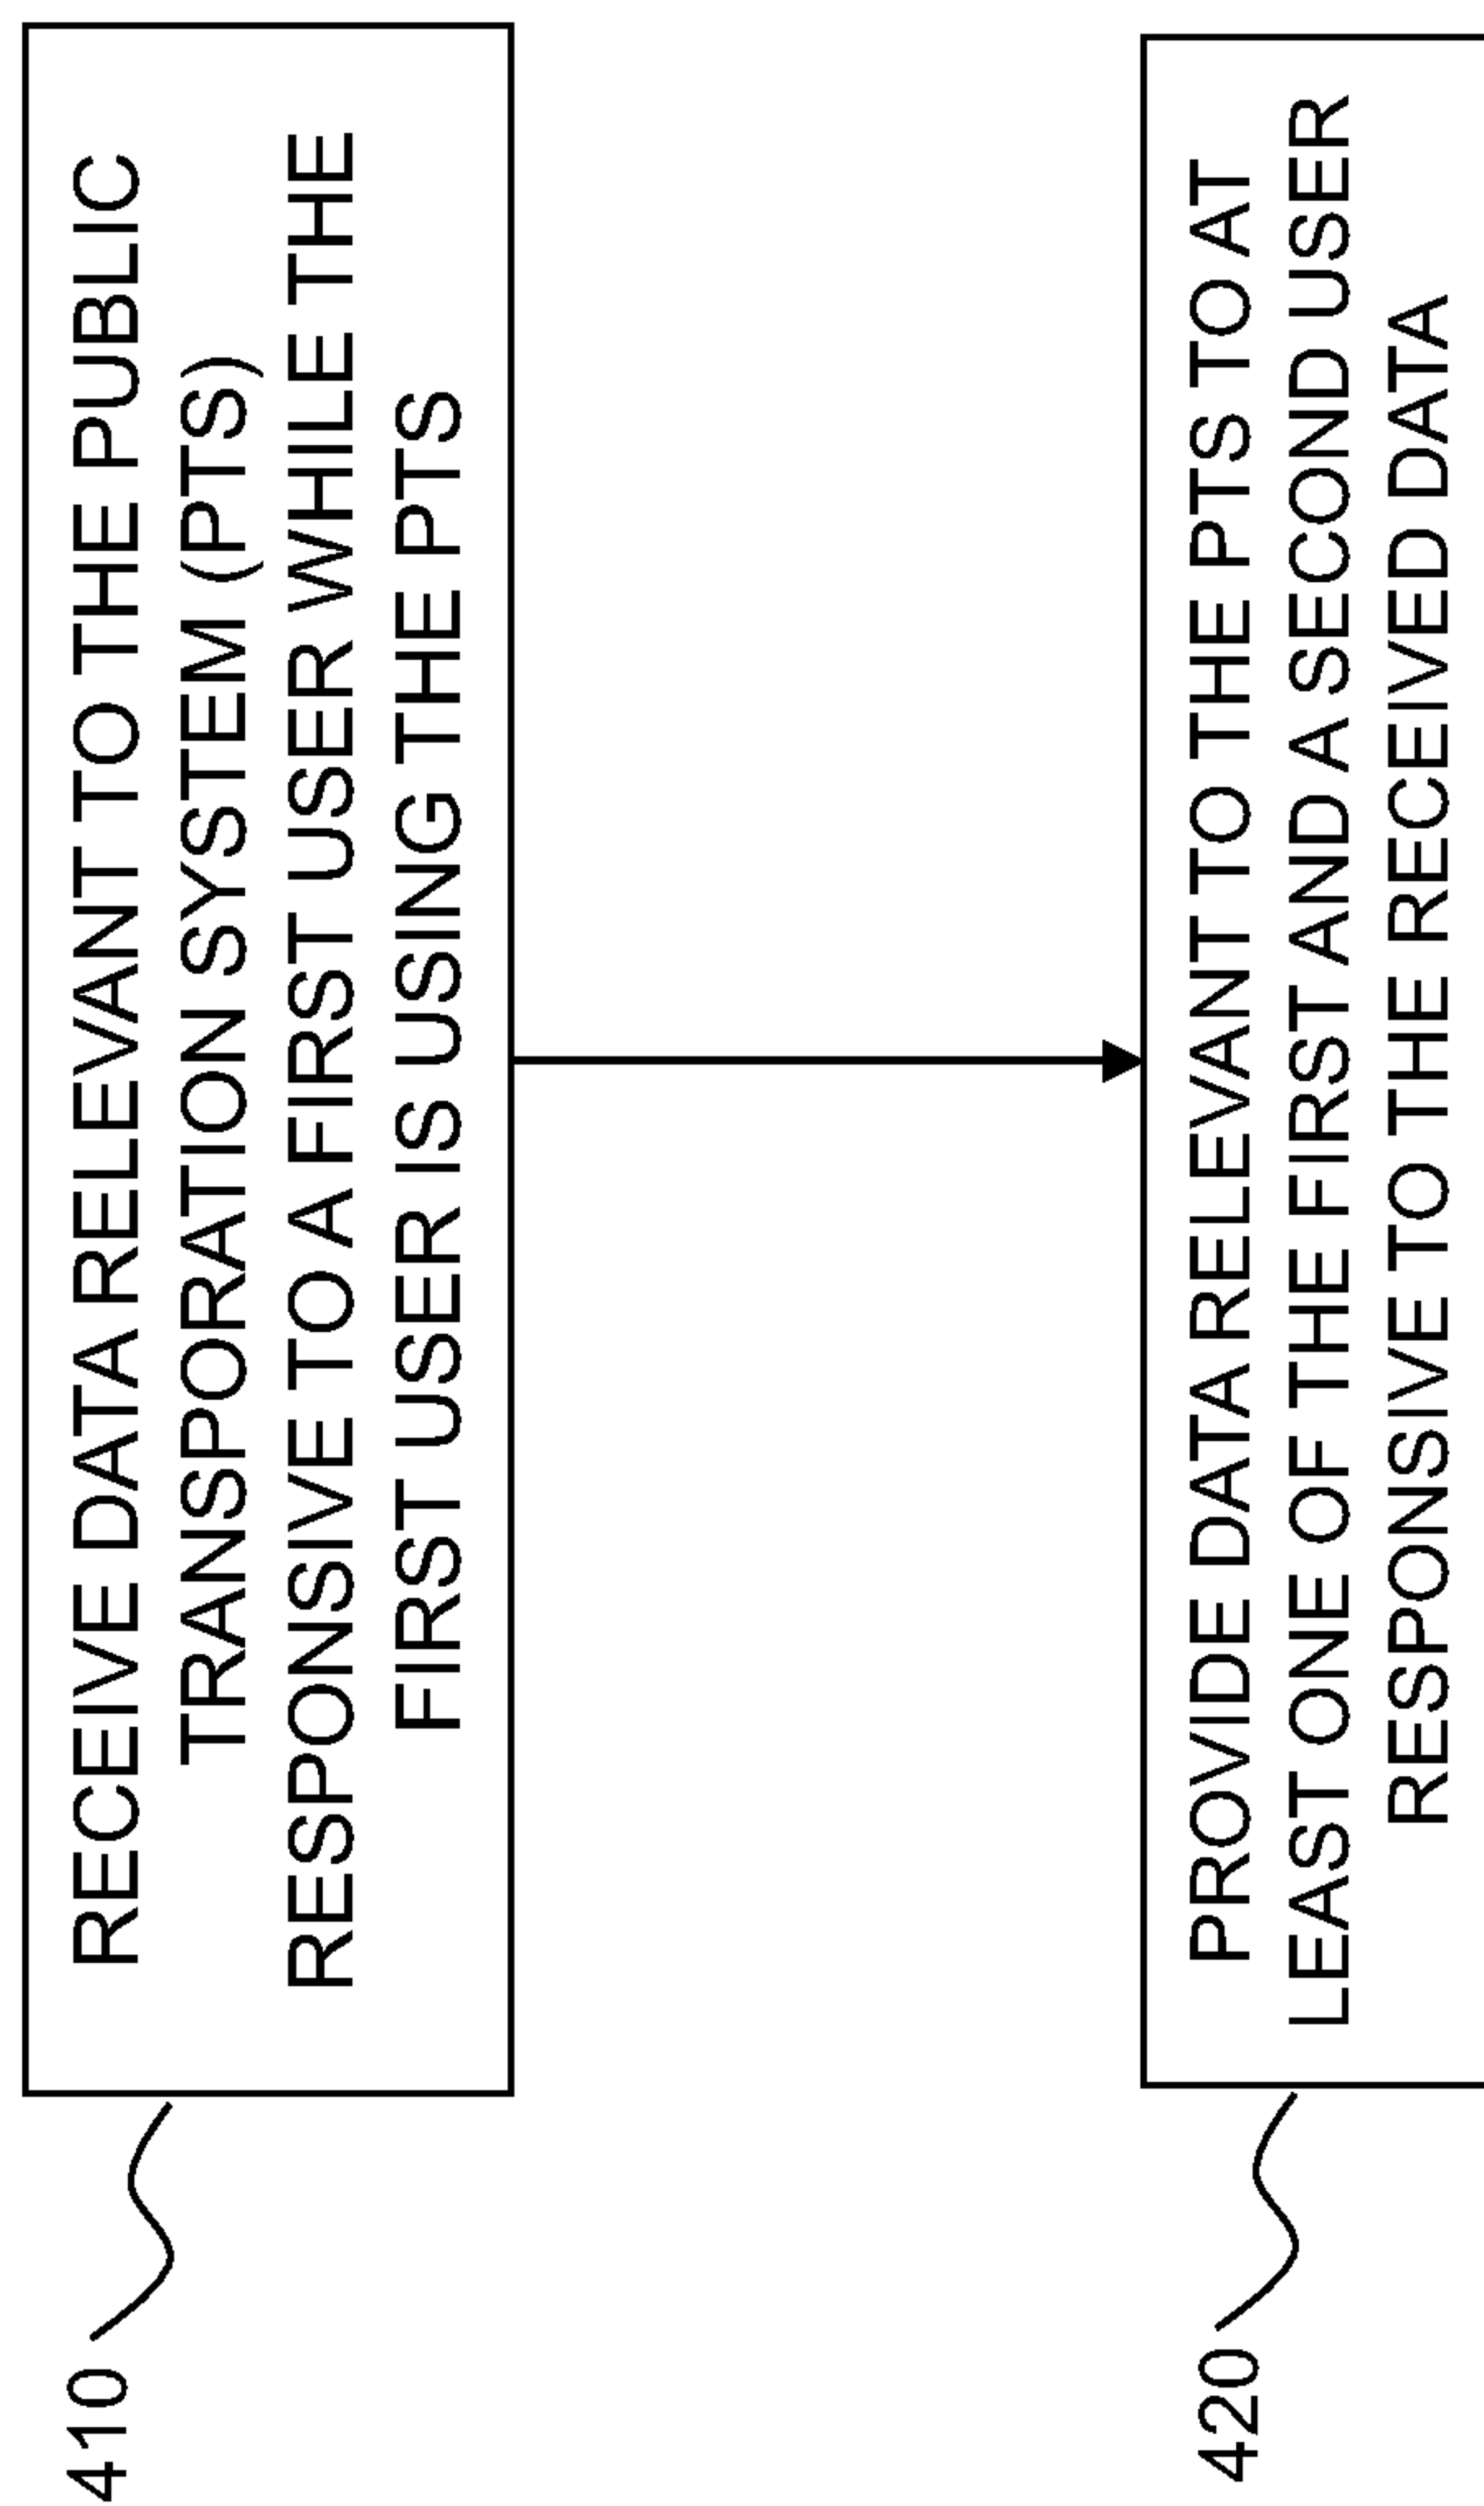 RECEIVE DATA RELEVANT TO THE PUBLIC
TRANSPORATION SYSTEM (PTS)
RESPONSIVE TO A FIRST USER WHILE THE
FIRST USER IS USING THE PTS
410
PROVIDE DATA RELEVANT TO THE PTS TO AT
LEAST ONE OF THE FIRST AND A SECOND USER
RESPONSIVE TO THE RECEIVED DATA
420